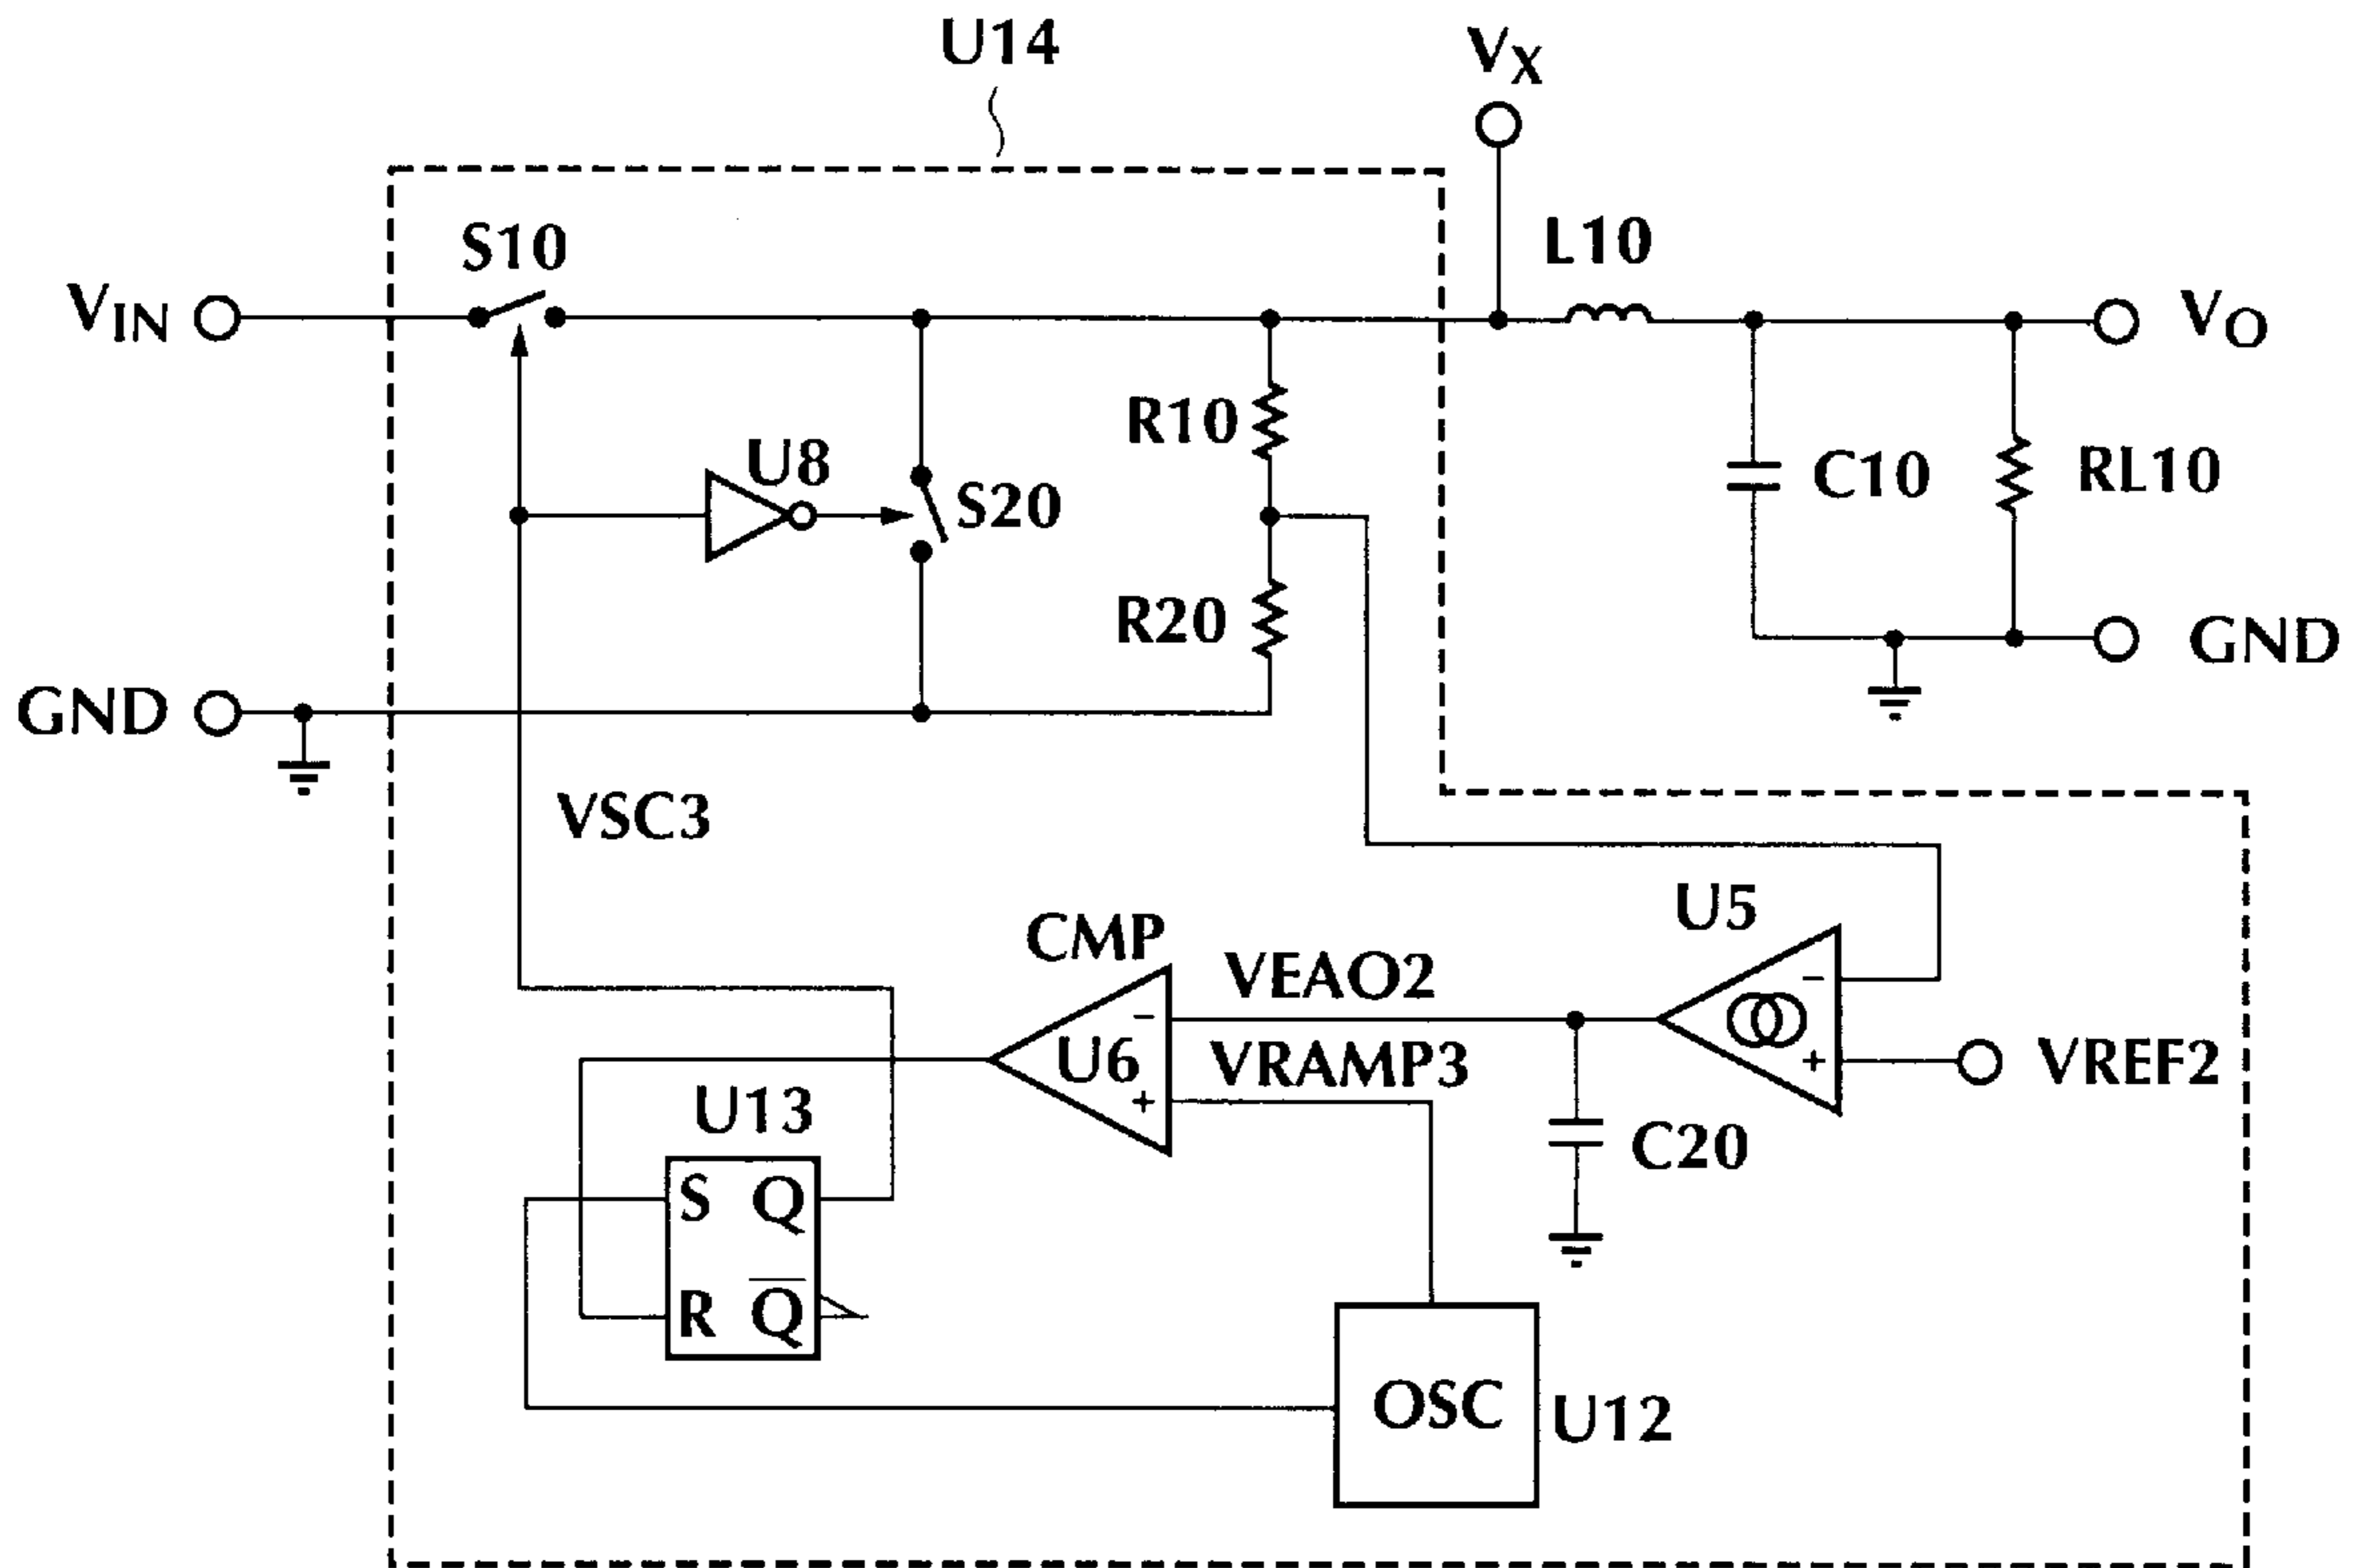 U14
VX
S10
L10
VIN
VO
R10
U8
S20
C10
RL10
R20
GND
GND
VSC3
U5
CMP
VEAO2
-
-
U6
VRAMP3
+
VREF2
+
U13
C20
S Q
R Q
OSC
U12